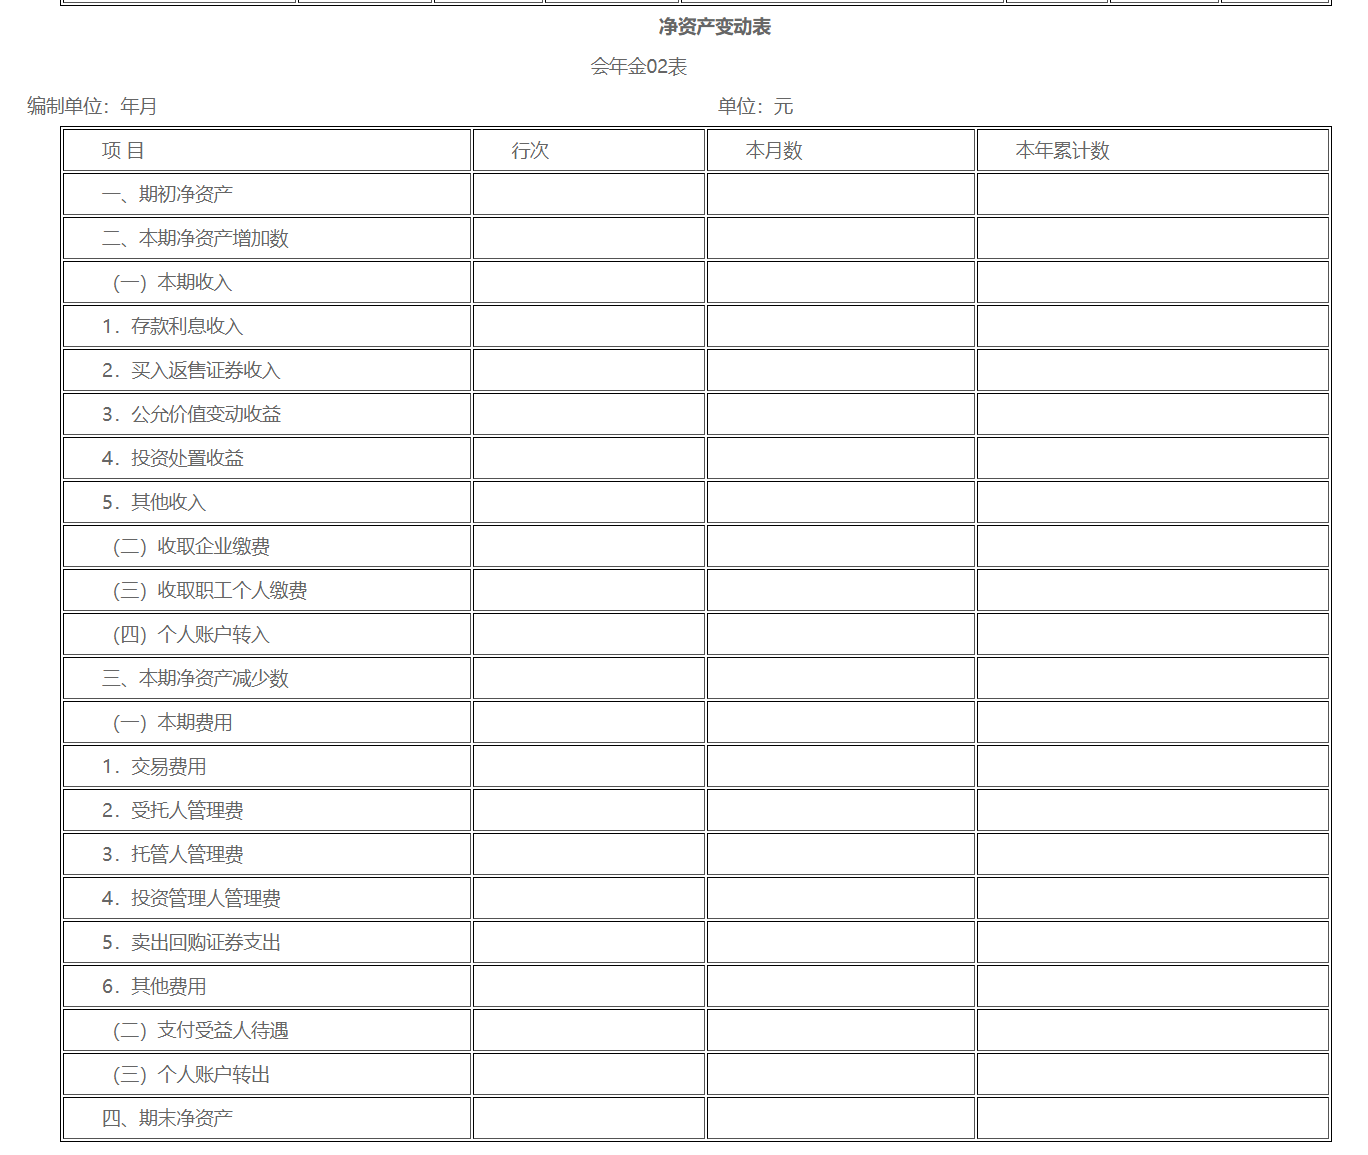 净资产变动表
会年金02表
编制单位：年月 单位：元
项 目 行次 本月数 本年累计数
一、期初净资产
二、本期净资产增加数
（一）本期收入
1．存款利息收入
2．买入返售证券收入
3．公允价值变动收益
4．投资处置收益
5．其他收入
（二）收取企业缴费
（三）收取职工个人缴费
（四）个人账户转入
三、本期净资产减少数
（一）本期费用
1．交易费用
2．受托人管理费
3．托管人管理费
4．投资管理人管理费
5．卖出回购证券支出
6．其他费用
（二）支付受益人待遇
（三）个人账户转出
四、期末净资产